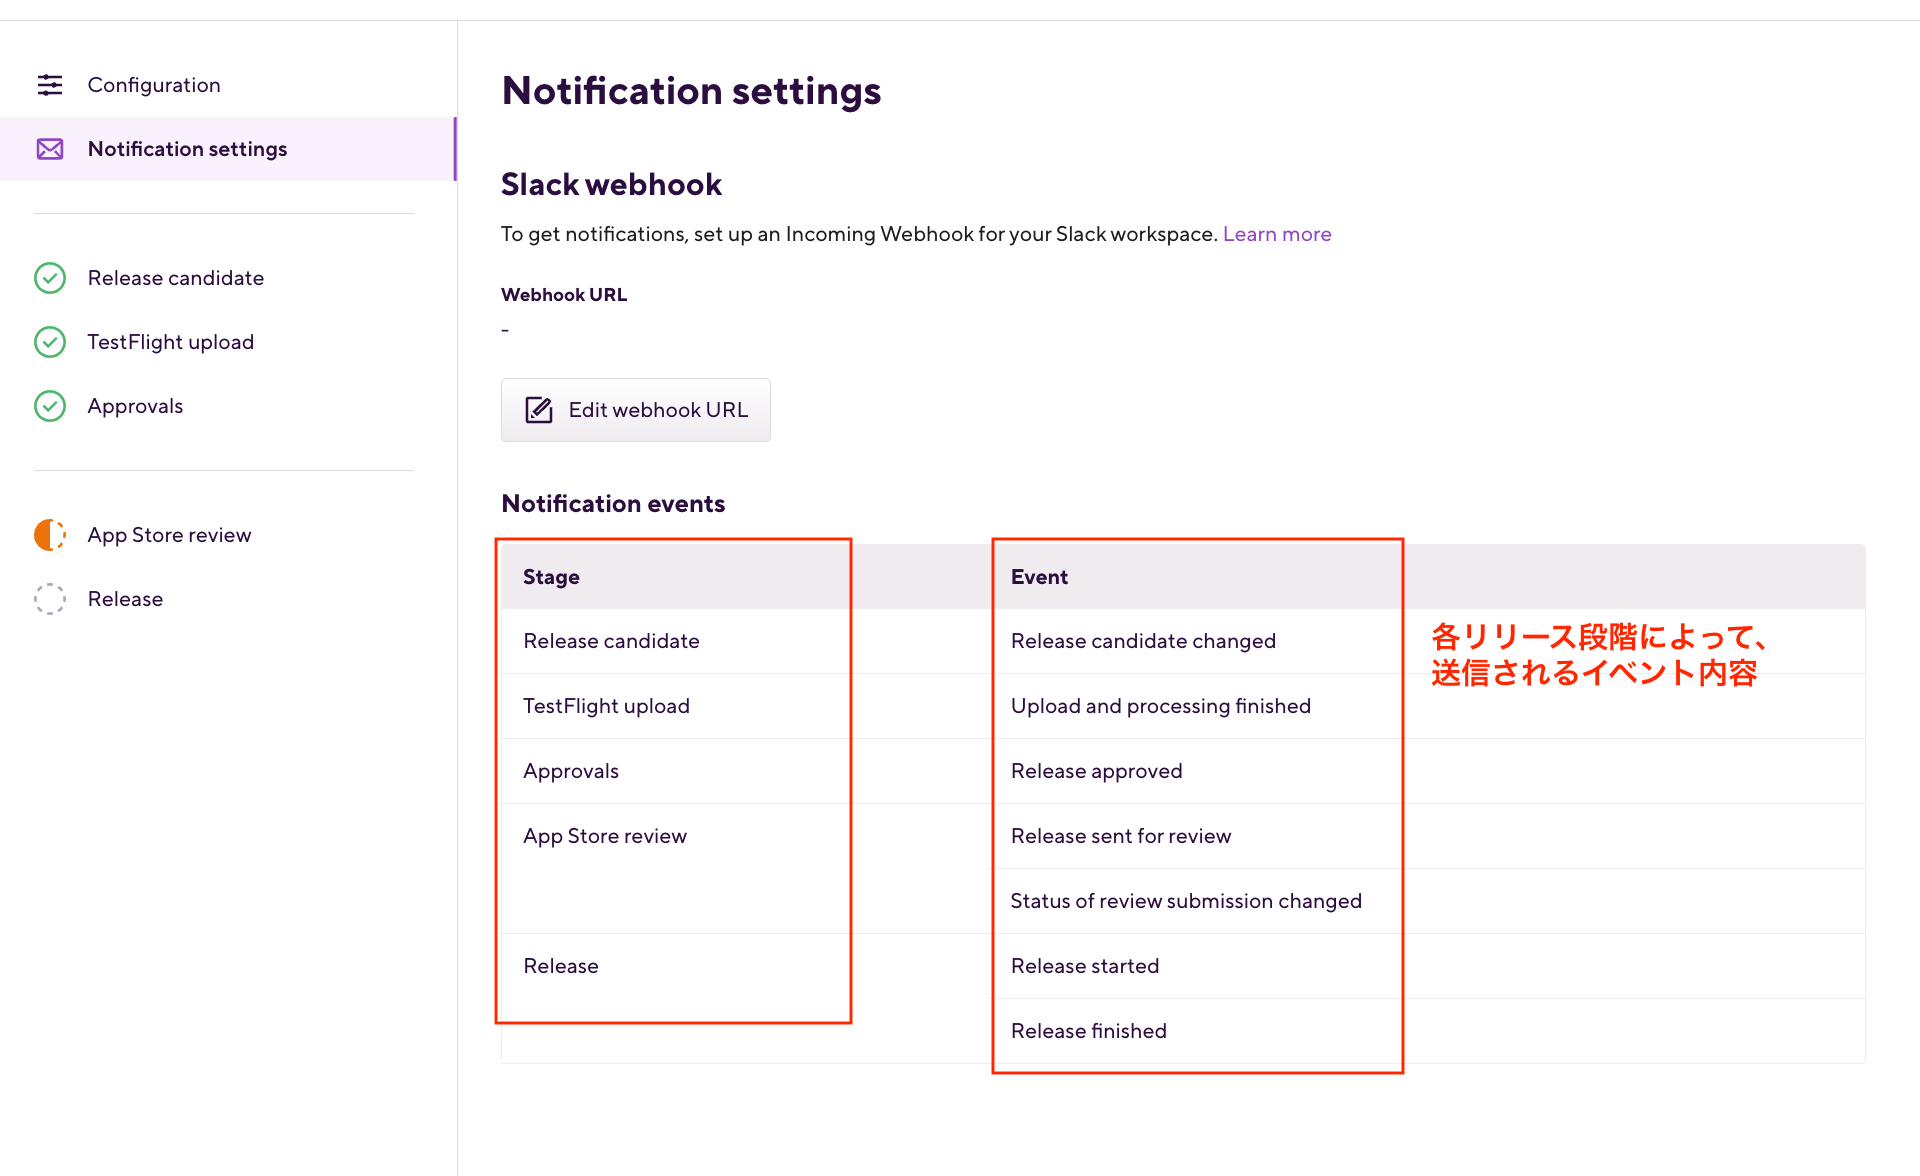 Configuration
Notification settings
Release candidate
TestFlight upload
Approvals
App Store review
Release
Notification settings
Slack webhook
To get notifications, set up an Incoming Webhook for your Slack workspace. Learn more
Webhook URL
-
Edit webhook URL
Notification events
Stage Event
Release candidate Release candidate changed
TestFlight upload Upload and processing finished
Approvals Release approved
App Store review Release sent for review
Status of review submission changed
Release Release started
Release finished
各リリース段階によって、
送信されるイベント内容